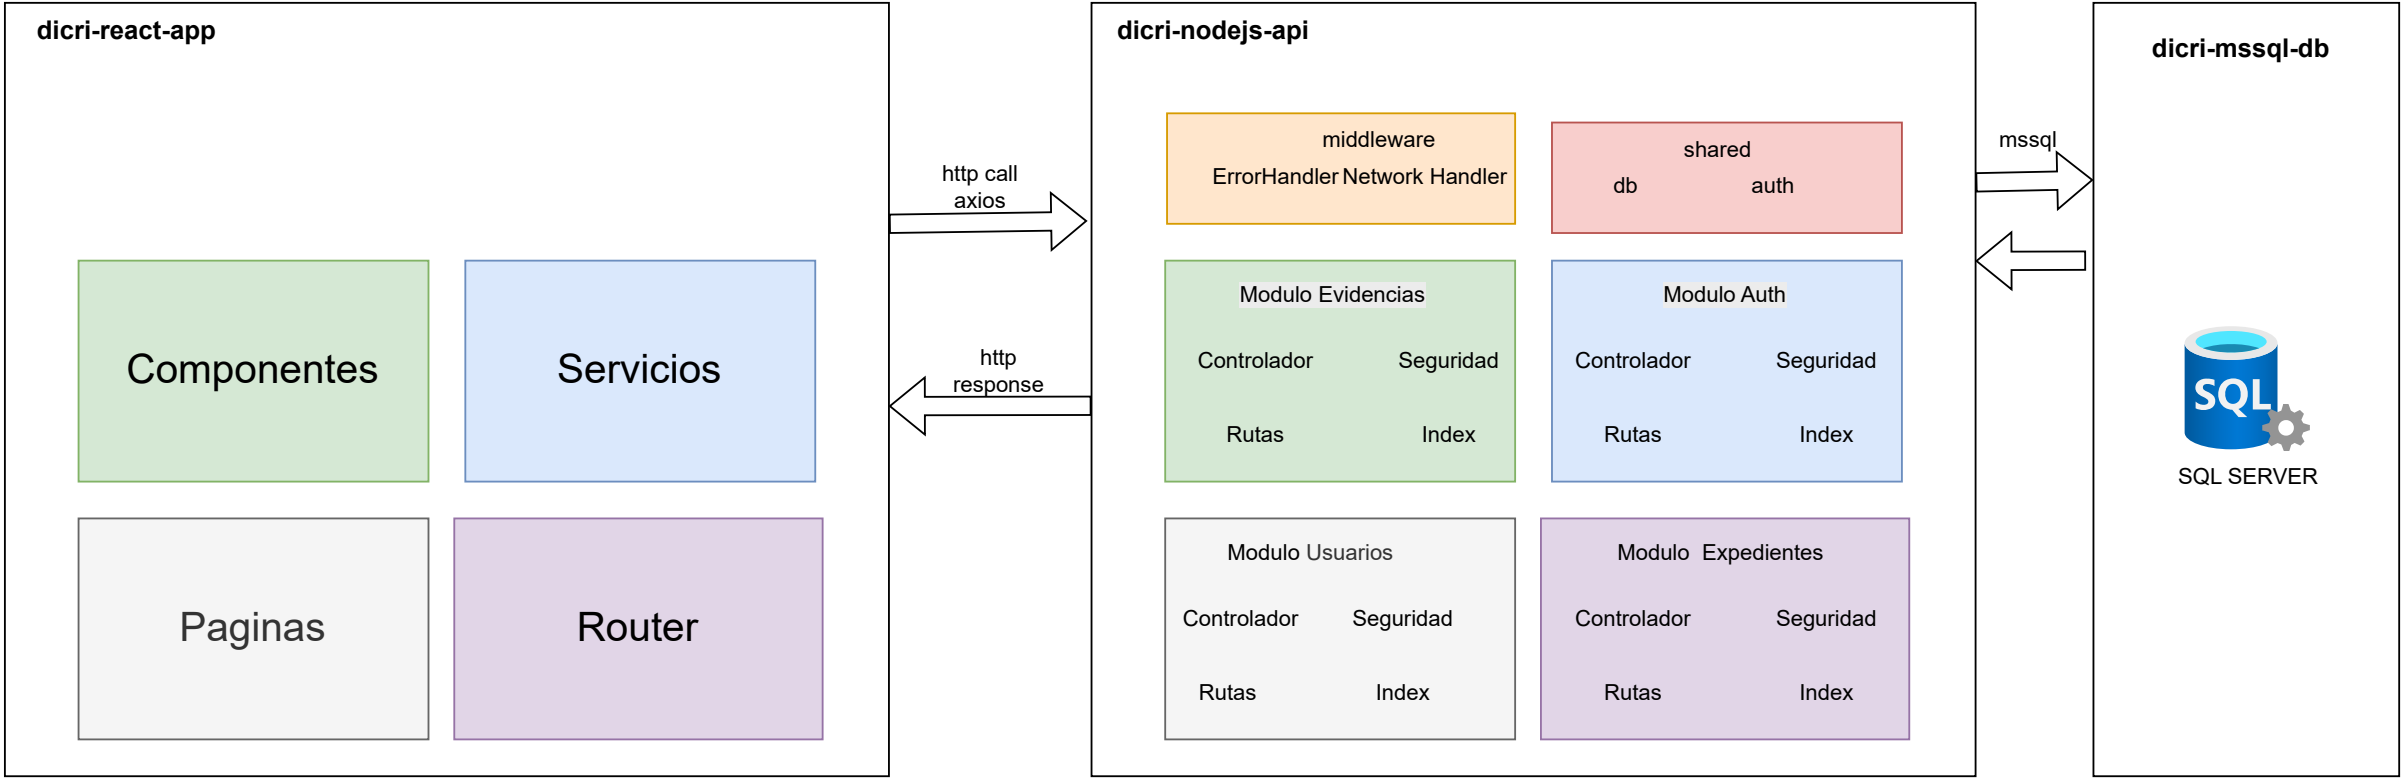 dicri-react-app
Componentes
Servicios
Paginas
Router
http call
axios
http
response
dicri-nodejs-api
middleware
ErrorHandler Network Handler
shared
db auth
Modulo Evidencias
Controlador Seguridad
Rutas Index
Modulo Auth
Controlador Seguridad
Rutas Index
Modulo Usuarios
Controlador Seguridad
Rutas Index
Modulo Expedientes
Controlador Seguridad
Rutas Index
mssql
dicri-mssql-db
SQL
SQL SERVER